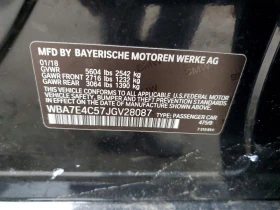 MFD BY BAYERISCHE MOTOREN WERKE AG
01/18
GVWR 5604 lbs 2542 kg
GAWR FRONT 2716 lbs 1232 kg
GAWR REAR 3064 lbs 1390 kg
THIS VEHICLE CONFORMS TO ALL APPLICABLE
U.S. FEDERAL MOTOR VEHICLE
SAFETY, BUMPER, AND THEFT
PREVENTION STANDARDS IN
EFFECT ON THE DATE OF
MANUFACTURE SHOWN ABOVE.
WBA7E4C57JGV28087
TYPE: PASSENGER CAR
475/9